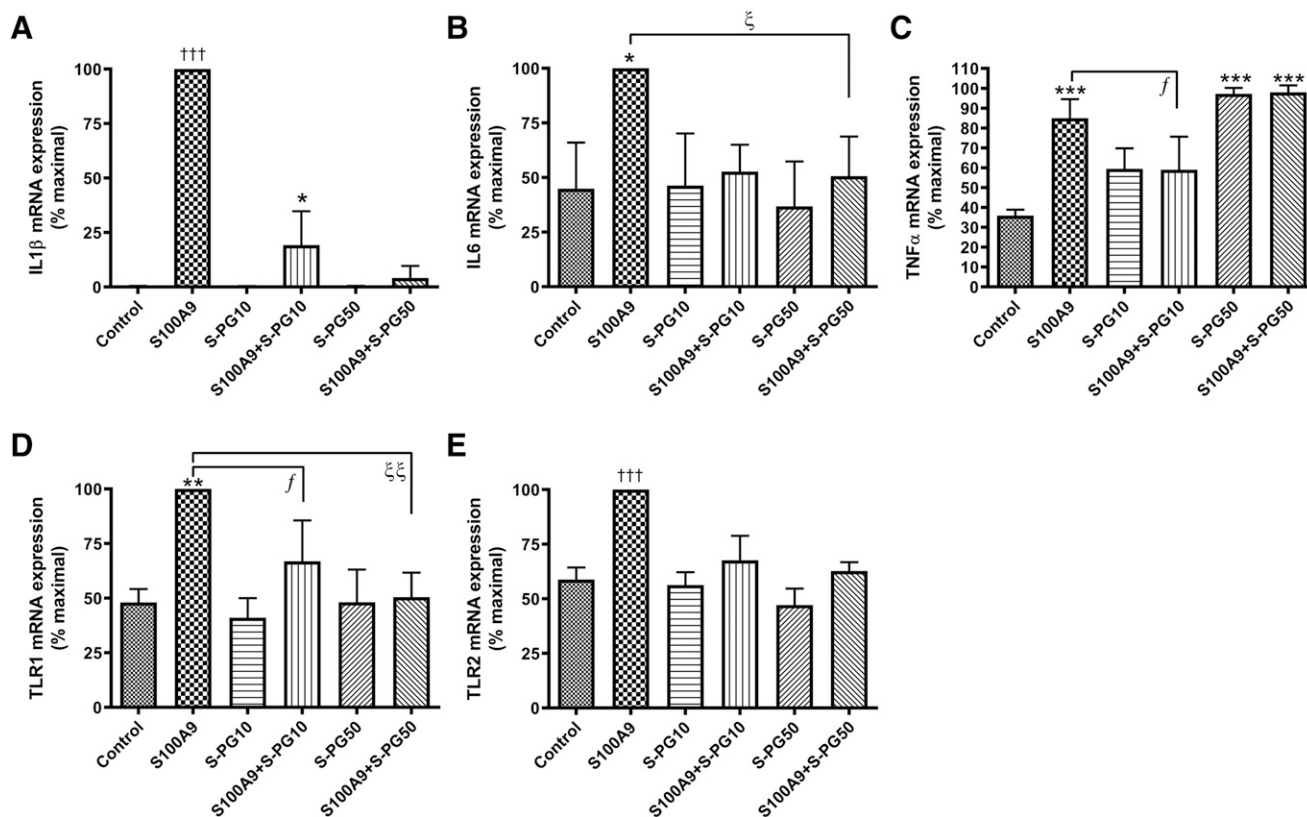 A
IL1β mRNA expression
(% maximal)
100
75
50
25
0
†††
*
Control
S100A9
S-PG10
S100A9+S-PG10
S-PG50
S100A9+S-PG50
B
IL6 mRNA expression
(% maximal)
100
75
50
25
0
*
ξ
Control
S100A9
S-PG10
S100A9+S-PG10
S-PG50
S100A9+S-PG50
C
TNFα mRNA expression
(% maximal)
110
100
90
80
70
60
50
40
30
20
10
0
***
f
***
***
Control
S100A9
S-PG10
S100A9+S-PG10
S-PG50
S100A9+S-PG50
D
TLR1 mRNA expression
(% maximal)
100
75
50
25
0
**
f
ξξ
Control
S100A9
S-PG10
S100A9+S-PG10
S-PG50
S100A9+S-PG50
E
TLR2 mRNA expression
(% maximal)
100
75
50
25
0
†††
Control
S100A9
S-PG10
S100A9+S-PG10
S-PG50
S100A9+S-PG50